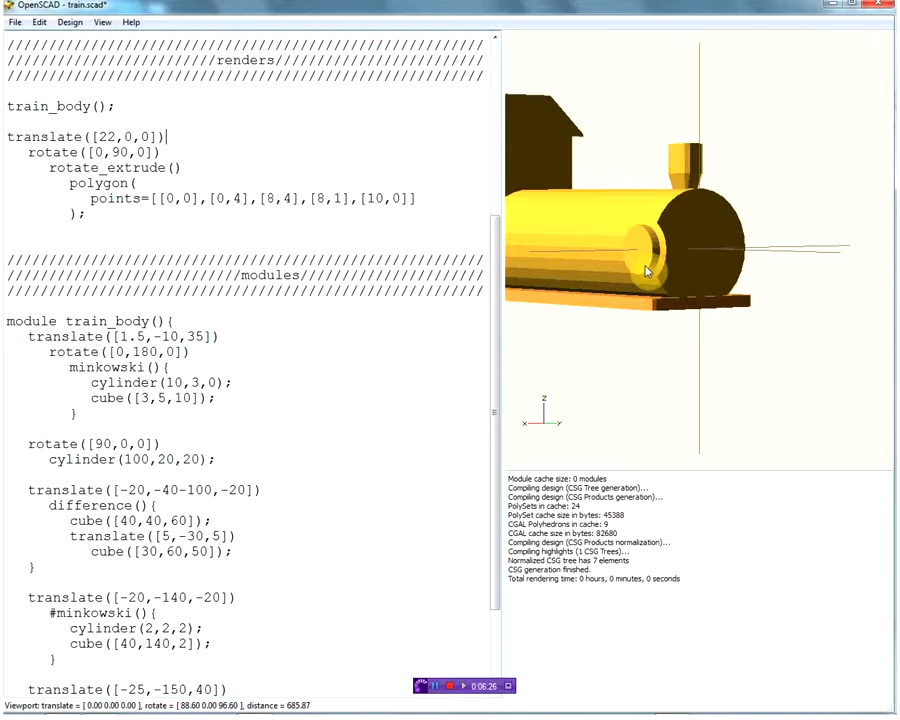 OpenSCAD - train.scad*
File Edit Design View Help
/////////////////////////////////////////////////////////
/////////////////////////renders/////////////////////////
/////////////////////////////////////////////////////////
train_body();
translate([22,0,0])
rotate([0,90,0])
rotate_extrude()
polygon(
points=[[0,0],[0,4],[8,4],[8,1],[10,0]]
);
/////////////////////////////////////////////////////////
////////////////////////////modules//////////////////////
/////////////////////////////////////////////////////////
module train_body(){
translate([1.5,-10,35])
rotate([0,180,0])
minkowski(){
cylinder(10,3,0);
cube([3,5,10]);
}
rotate([90,0,0])
cylinder(100,20,20);
translate([-20,-40-100,-20])
difference(){
cube([40,40,60]);
translate([5,-30,5])
cube([30,60,50]);
}
translate([-20,-140,-20])
#minkowski(){
cylinder(2,2,2);
cube([40,140,2]);
}
translate([-25,-150,40])
z
x
y
Module cache size: 0 modules
Compiling design (CSG Tree generation)...
Compiling design (CSG Products generation)...
PolySets in cache: 24
PolySet cache size in bytes: 45388
CGAL Polyhedrons in cache: 9
CGAL cache size in bytes: 82680
Compiling design (CSG Products normalization)...
Compiling highlights (1 CSG Trees)...
Normalized CSG tree has 7 elements
CSG generation finished.
Total rendering time: 0 hours, 0 minutes, 0 seconds
0:06:26
Viewport: translate = [ 0.00 0.00 0.00 ], rotate = [ 88.60 0.00 96.60 ], distance = 685.87